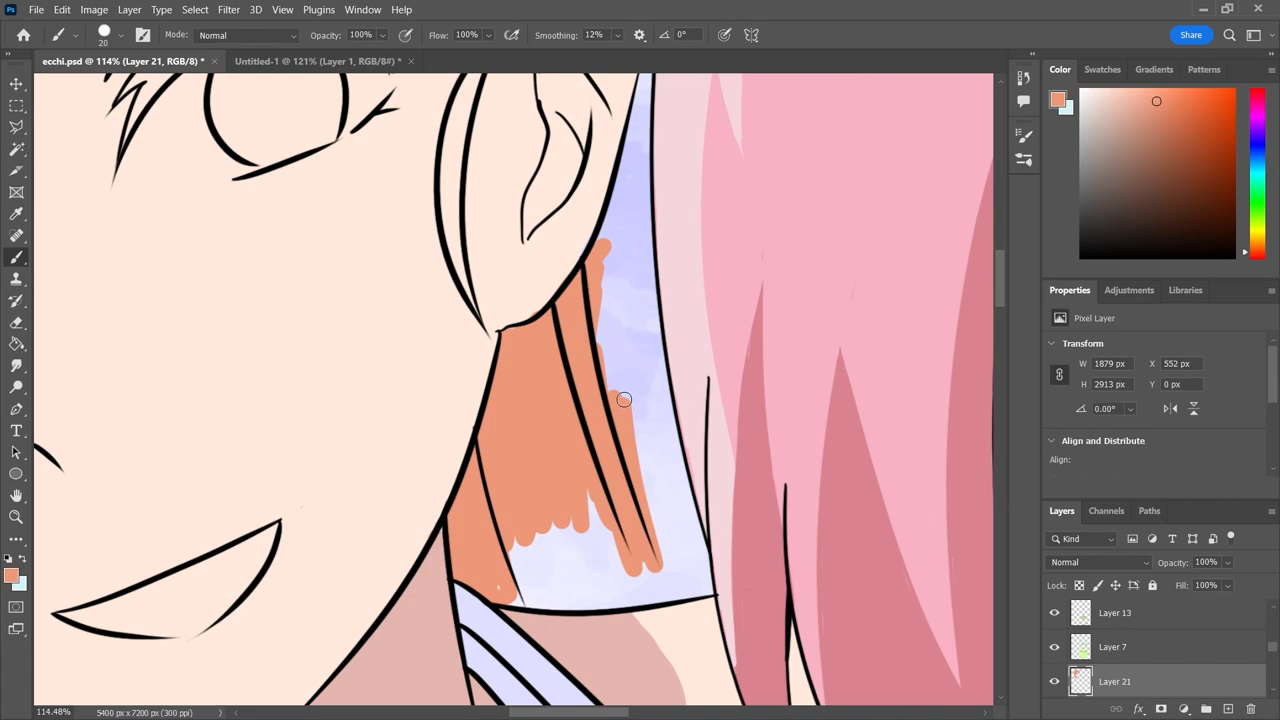 Ps File Edit Image Layer Type Select Filter 3D View Plugins Window Help
20 Mode: Normal Opacity: 100% Flow: 100% Smoothing: 12% 0° Share
ecchi.psd @ 114% (Layer 21, RGB/8) * × Untitled-1 @ 121% (Layer 1, RGB/8#) * ×
Color Swatches Gradients Patterns
Properties Adjustments Libraries
Pixel Layer
Transform
W 1879 px X 552 px
H 2913 px Y 0 px
0.00°
Align and Distribute
Align:
Layers Channels Paths
Kind
Normal Opacity: 100%
Lock: Fill: 100%
Layer 13
Layer 7
Layer 21
114.48% 5400 px x 7200 px (300 ppi)